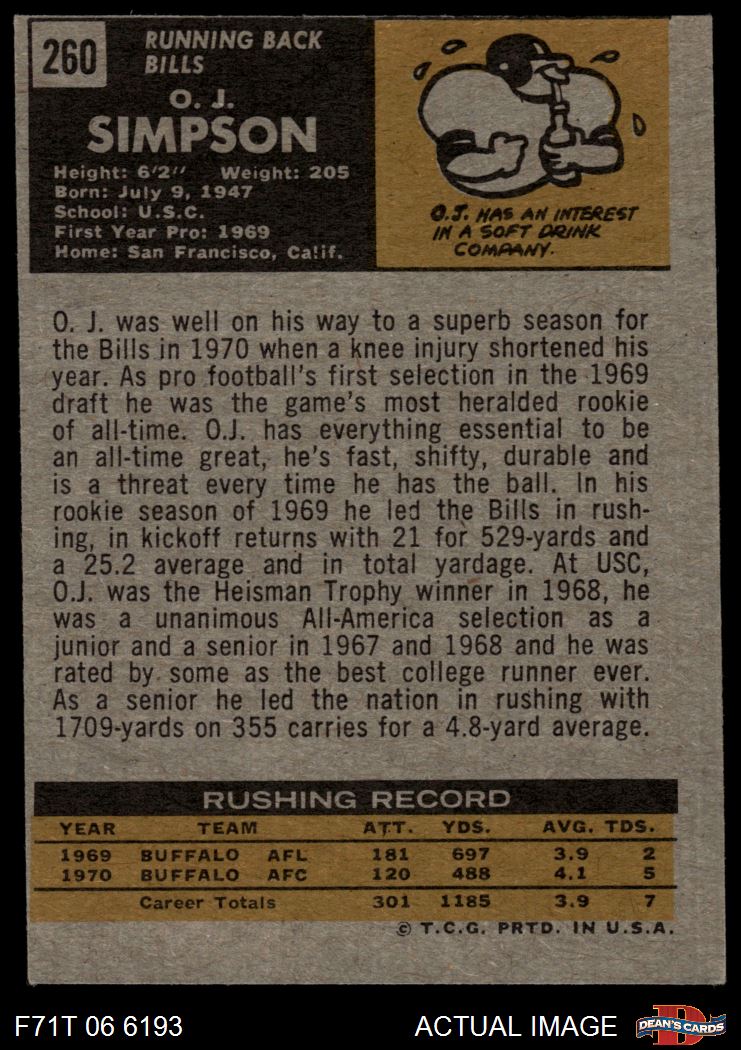 260
RUNNING BACK
BILLS
O. J.
SIMPSON
Height: 6'2" Weight: 205
Born: July 9, 1947
School: U.S.C.
First Year Pro: 1969
Home: San Francisco, Calif.
O.J. HAS AN INTEREST
IN A SOFT DRINK
COMPANY.
O. J. was well on his way to a superb season for
the Bills in 1970 when a knee injury shortened his
year. As pro football's first selection in the 1969
draft he was the game's most heralded rookie
of all-time. O.J. has everything essential to be
an all-time great, he's fast, shifty, durable and
is a threat every time he has the ball. In his
rookie season of 1969 he led the Bills in rush-
ing, in kickoff returns with 21 for 529-yards and
a 25.2 average and in total yardage. At USC,
O.J. was the Heisman Trophy winner in 1968, he
was a unanimous All-America selection as a
junior and a senior in 1967 and 1968 and he was
rated by some as the best college runner ever.
As a senior he led the nation in rushing with
1709-yards on 355 carries for a 4.8-yard average.
RUSHING RECORD
YEAR TEAM ATT. YDS. AVG. TDS.
1969 BUFFALO AFL 181 697 3.9 2
1970 BUFFALO AFC 120 488 4.1 5
Career Totals 301 1185 3.9 7
© T.C.G. PRTD. IN U.S.A.
F71T 06 6193 ACTUAL IMAGE DEAN'S CARDS